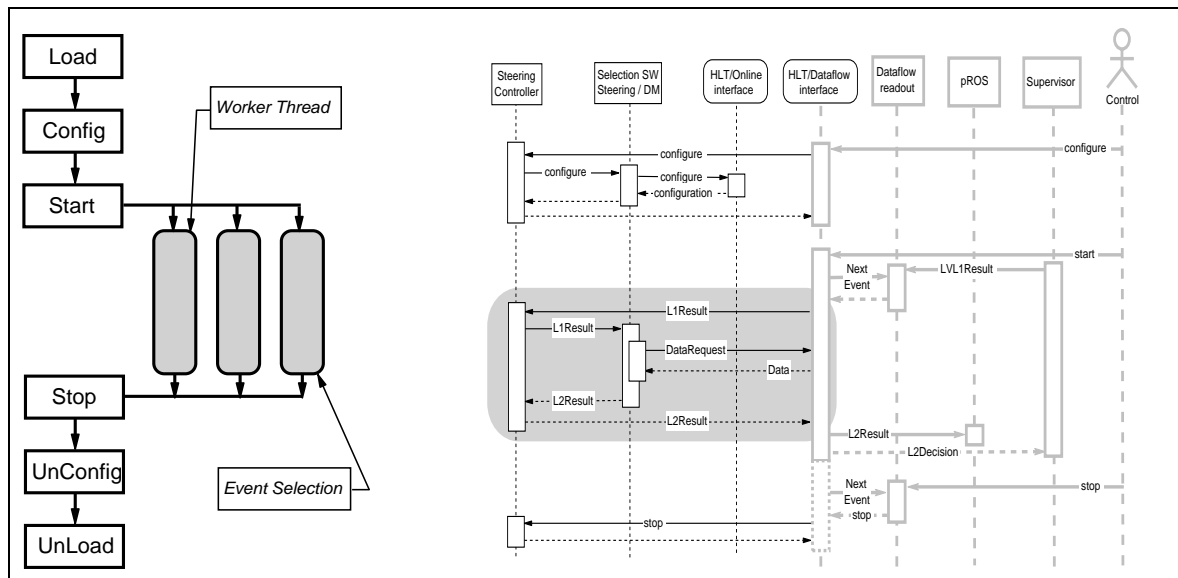 Load
Config
Start
Worker Thread
Stop
UnConfig
UnLoad
Event Selection
Steering
Controller
Selection SW
Steering / DM
HLT/Online
interface
HLT/Dataflow
interface
Dataflow
readout
pROS
Supervisor
Control
configure
configure
configure
configure
configuration
start
Next
Event
LVL1Result
L1Result
L1Result
DataRequest
Data
L2Result
L2Result
L2Result
L2Decision
Next
Event
stop
stop
stop